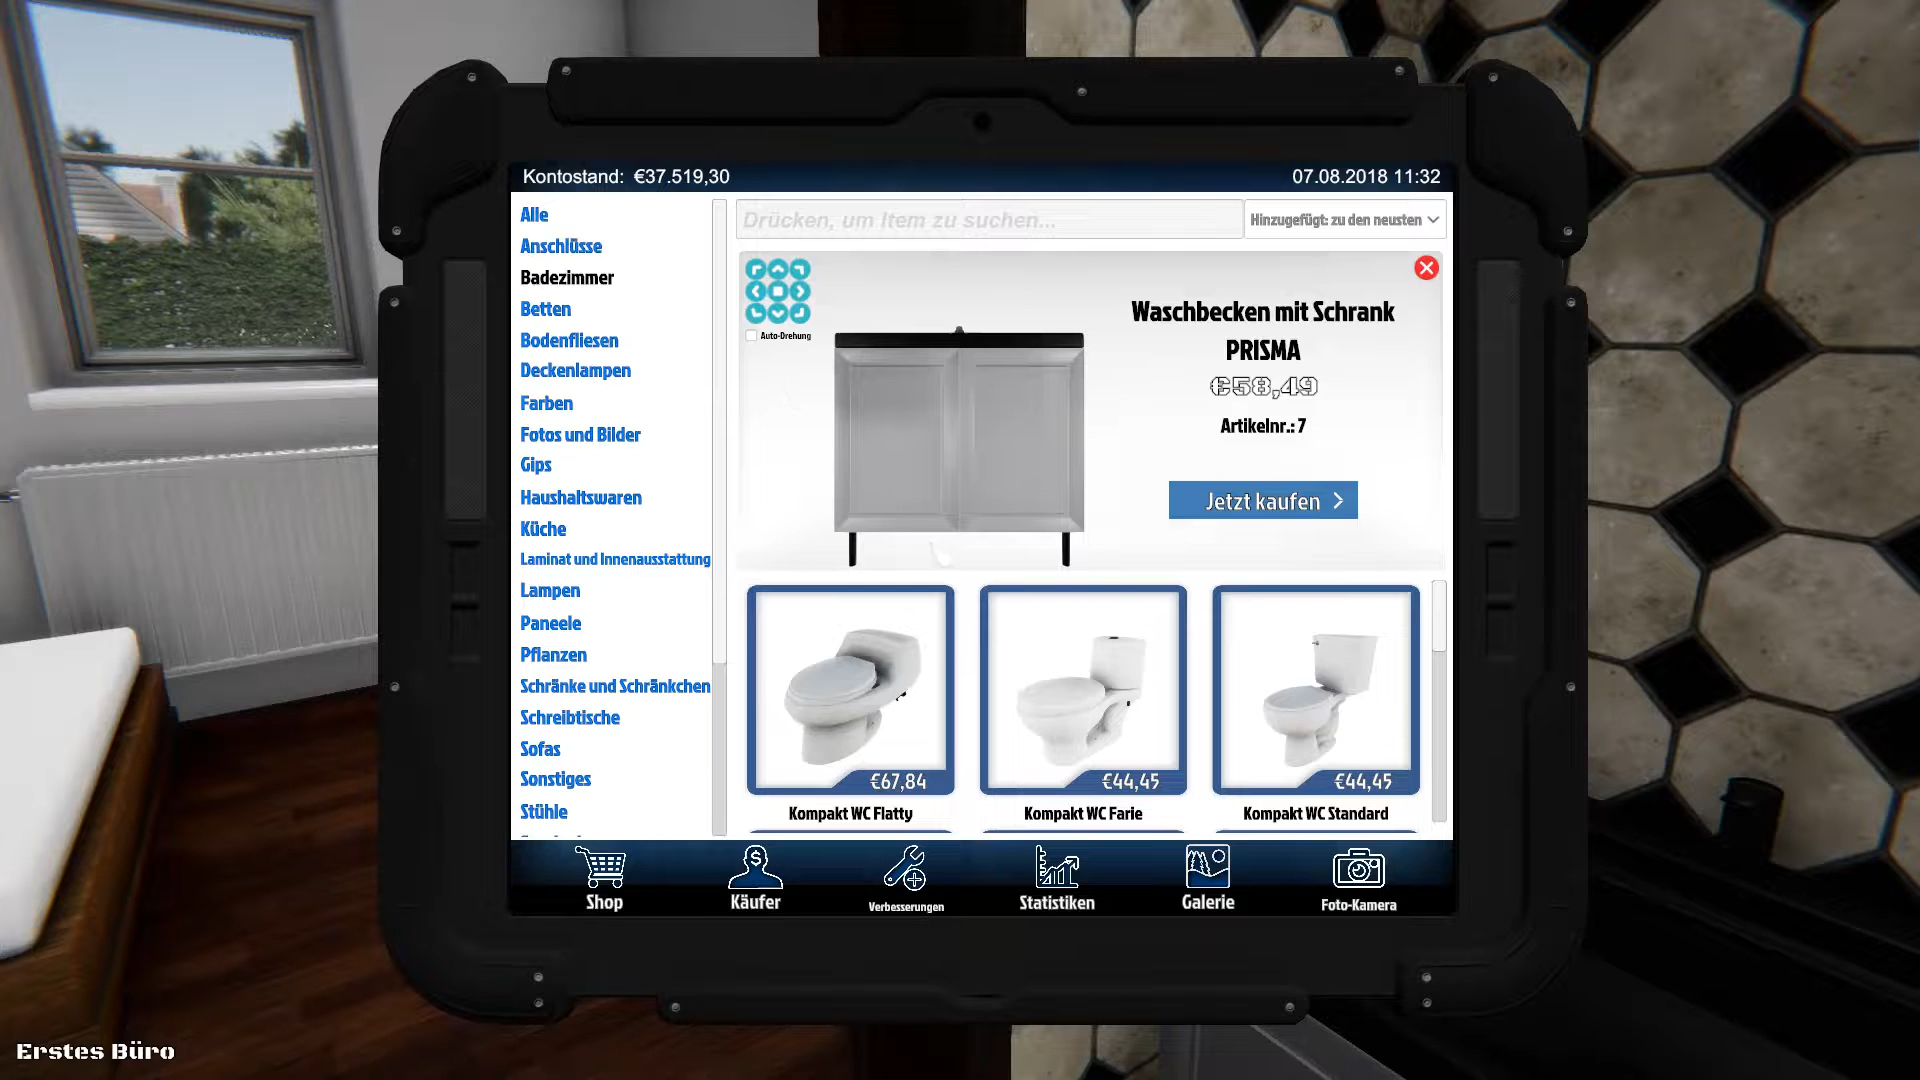 Kontostand: €37.519,30
07.08.2018 11:32
Alle
Anschlüsse
Badezimmer
Betten
Bodenfliesen
Deckenlampen
Farben
Fotos und Bilder
Gips
Haushaltswaren
Küche
Laminat und Innenausstattung
Lampen
Paneele
Pflanzen
Schränke und Schränkchen
Schreibtische
Sofas
Sonstiges
Stühle
Drücken, um Item zu suchen...
Hinzugefügt: zu den neusten
Auto-Drehung
Waschbecken mit Schrank
PRISMA
€58,49
Artikelnr.: 7
Jetzt kaufen
€67,84
€44,45
€44,45
Kompakt WC Flatty
Kompakt WC Farie
Kompakt WC Standard
Shop
Käufer
Verbesserungen
Statistiken
Galerie
Foto-Kamera
Erstes Büro